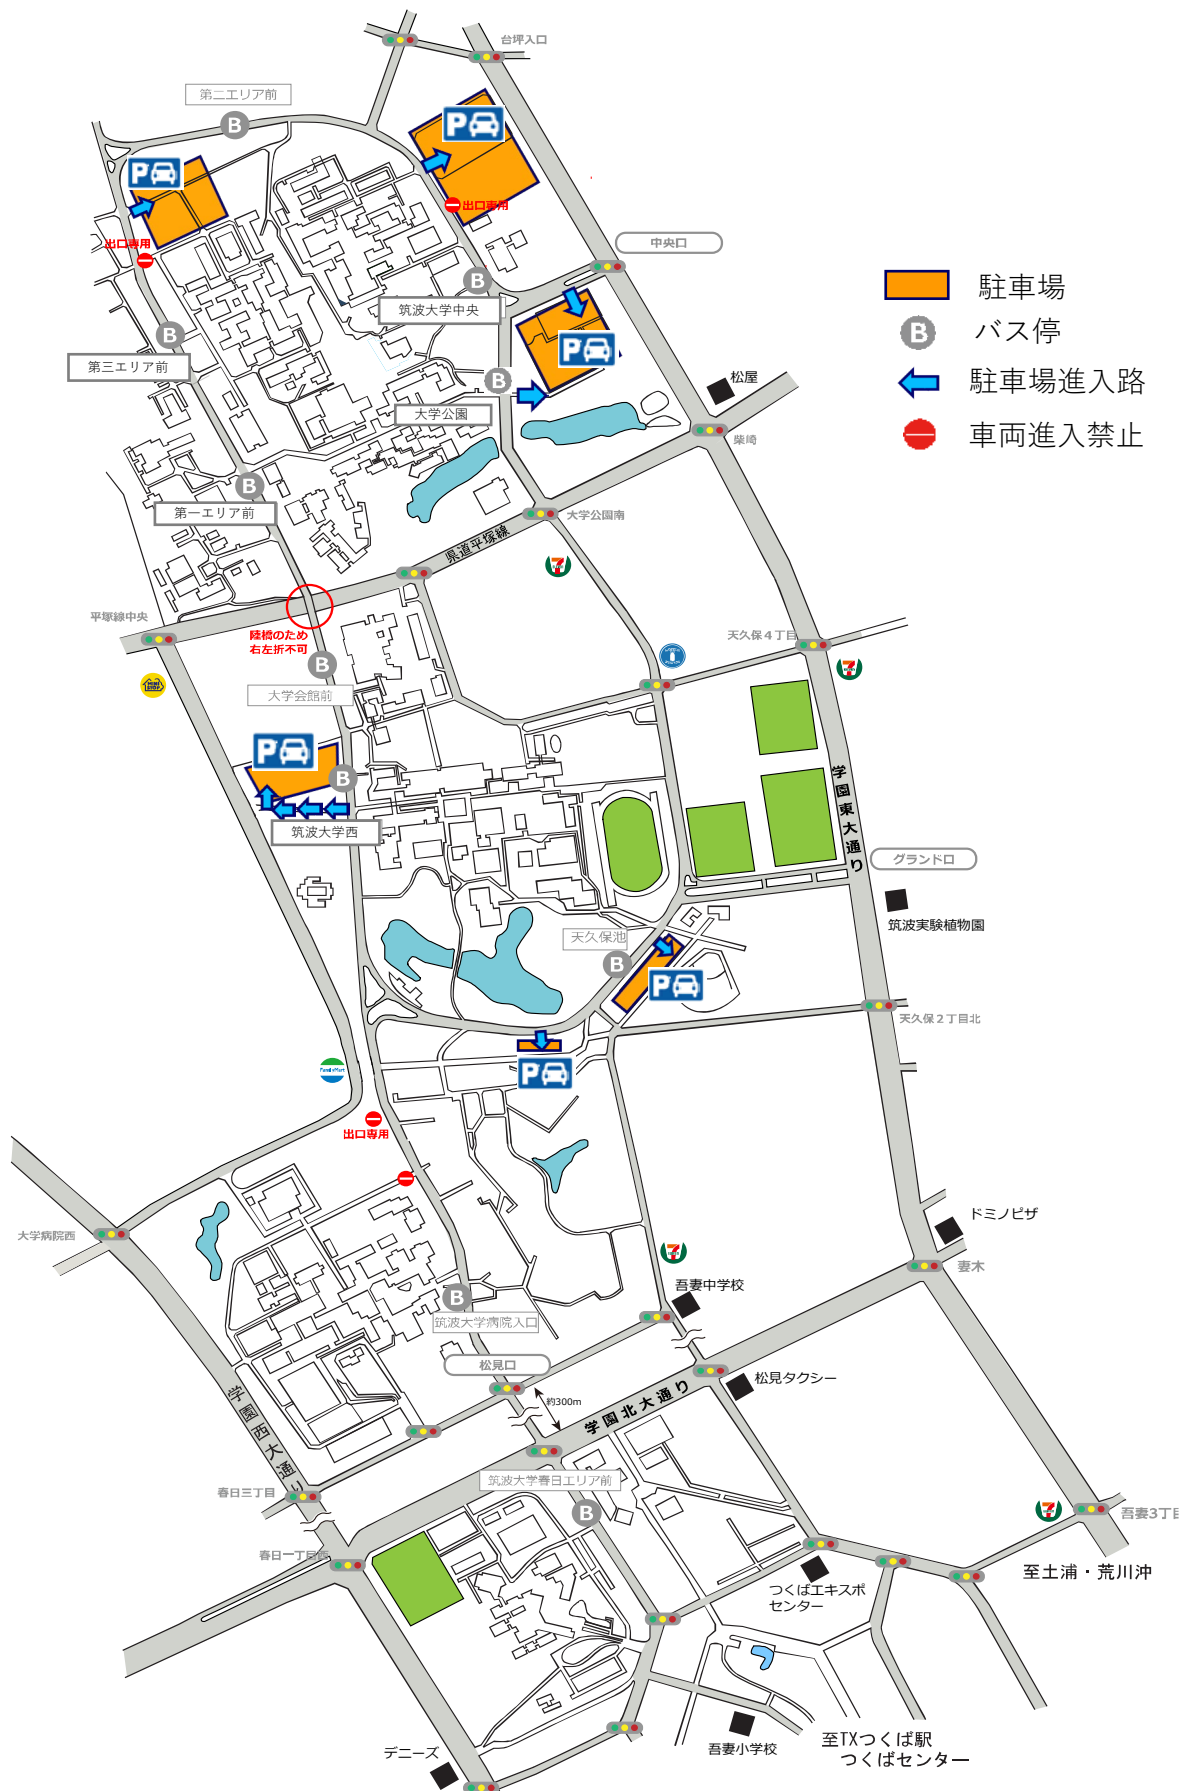 台坪入口
第二エリア前
B
P
P
出口専用
出口専用
中央口
B
筑波大学中央
駐車場
B
バス停
B
P
第三エリア前
駐車場進入路
松屋
B
大学公園
車両進入禁止
柴崎
B
第一エリア前
大学公園南
県道平塚線
7
平塚線中央
陸橋のため
右左折不可
天久保4丁目
B
大学会館前
7
MINI
STOP
P
B
学園東大通り
筑波大学西
グランド口
筑波実験植物園
天久保池
B
P
天久保2丁目北
FamilyMart
P
出口専用
ドミノピザ
大学病院西
7
妻木
吾妻中学校
B
筑波大学病院入口
松見口
松見タクシー
約300m
学園北大通り
学園西大通り
筑波大学春日エリア前
春日三丁目
B
7
吾妻3丁目
春日一丁目西
至土浦・荒川沖
つくばエキスポ
センター
至TXつくば駅
つくばセンター
吾妻小学校
デニーズ